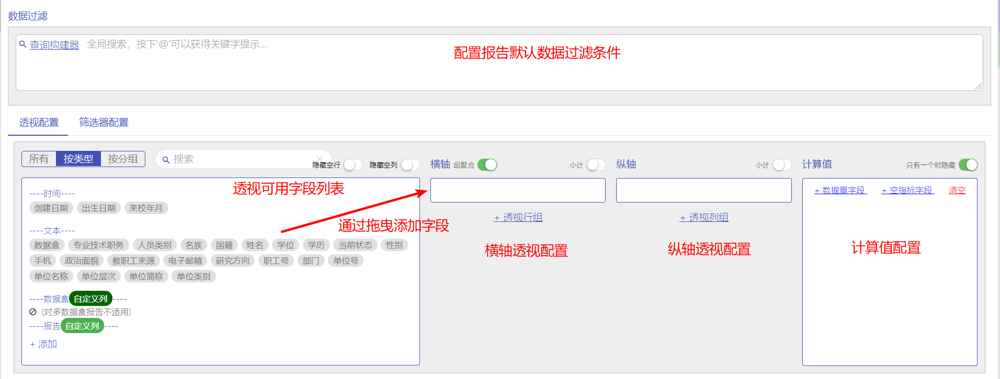 数据过滤
查询构建器 全局搜索，按下'@'可以获得关键字提示...
配置报告默认数据过滤条件
透视配置 筛选器配置
所有 按类型 按分组 搜索 隐藏空行 隐藏空列 横轴 组聚合 小计 纵轴 小计 计算值 只有一个时隐藏
透视可用字段列表
+ 数据量字段 + 空指标字段 清空
----时间----
创建日期 出生日期 来校年月
+ 透视行组 + 透视列组
通过拖曳添加字段
----文本----
数据盒 专业技术职务 人员类别 名族 国籍 姓名 学位 学历 当前状态 性别
横轴透视配置 纵轴透视配置 计算值配置
手机 政治面貌 教职工来源 电子邮箱 研究方向 职工号 部门 单位号
单位名称 单位层次 单位简称 单位类别
----数据盒 自定义列 ----
(对多数据盒报告不适用)
----报告 自定义列 ----
+ 添加